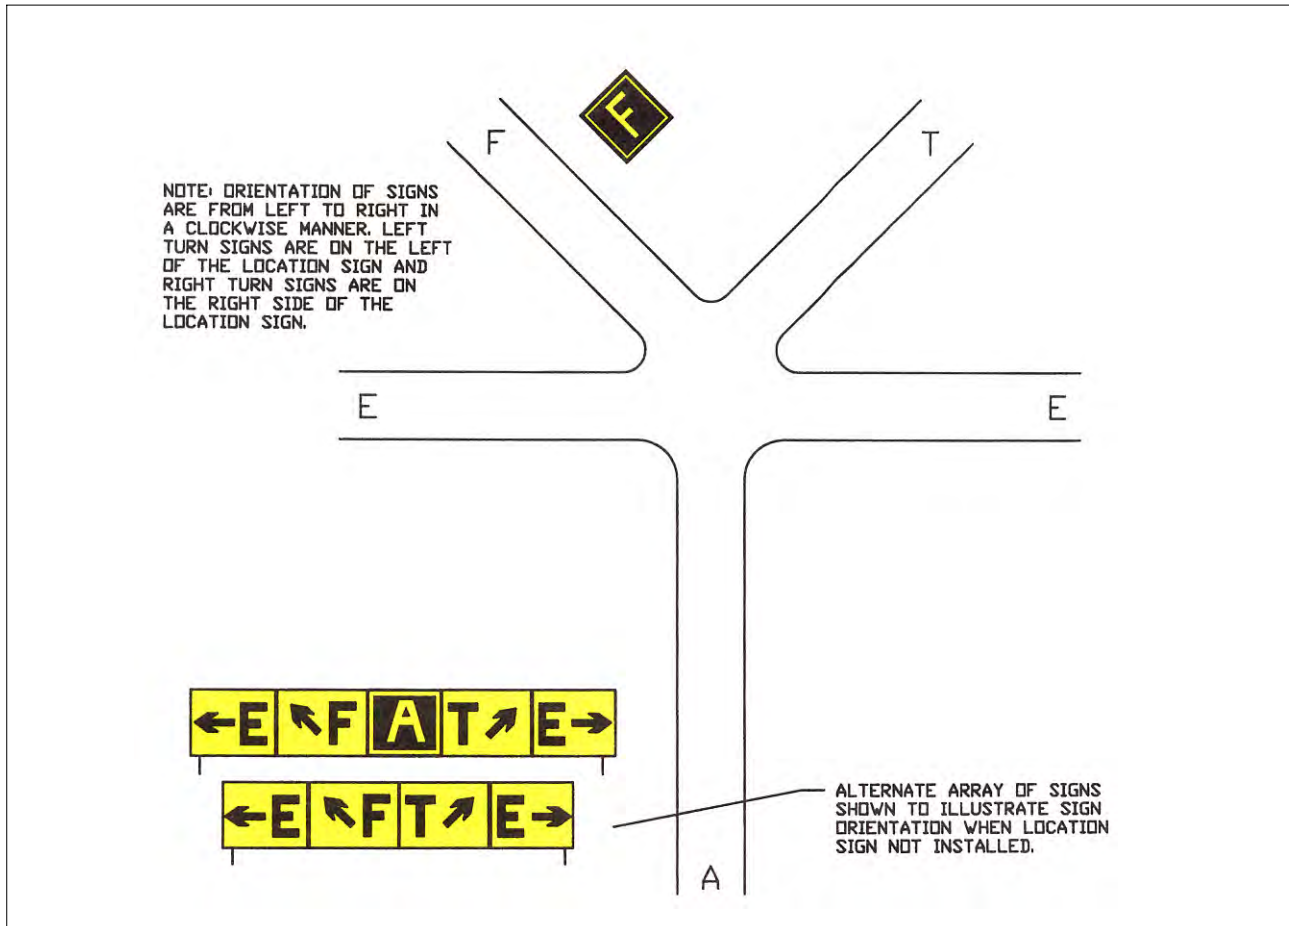 F
F
T
NOTE: ORIENTATION OF SIGNS
ARE FROM LEFT TO RIGHT IN
A CLOCKWISE MANNER. LEFT
TURN SIGNS ARE ON THE LEFT
OF THE LOCATION SIGN AND
RIGHT TURN SIGNS ARE ON
THE RIGHT SIDE OF THE
LOCATION SIGN.
E
E
←E ↖F A T↗ E→
←E ↖F T↗ E→
ALTERNATE ARRAY OF SIGNS
SHOWN TO ILLUSTRATE SIGN
ORIENTATION WHEN LOCATION
SIGN NOT INSTALLED.
A